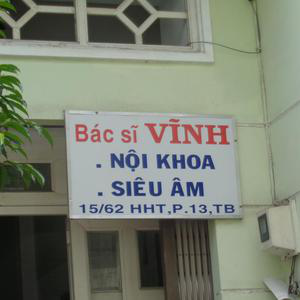 Bác sĩ VĨNH
. NỘI KHOA
. SIÊU ÂM
15/62 HHT,P.13,TB